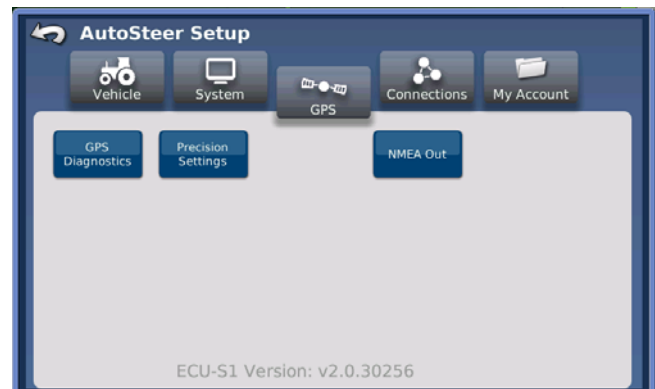 AutoSteer Setup
Vehicle
System
GPS
Connections
My Account
GPS
Diagnostics
Precision
Settings
NMEA Out
ECU-S1 Version: v2.0.30256